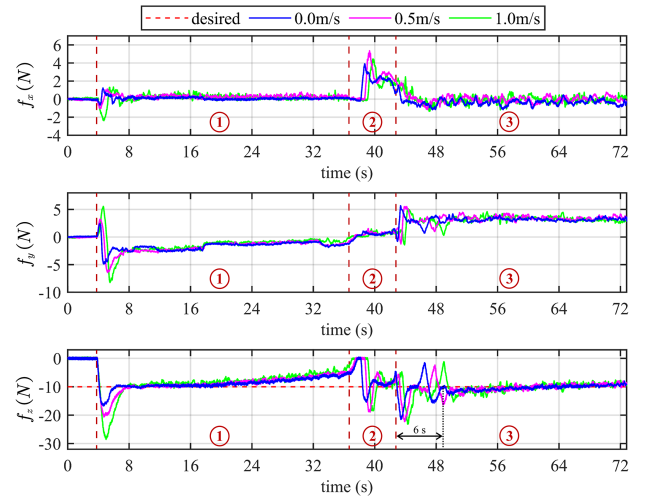 desired 0.0m/s 0.5m/s 1.0m/s
f_x (N)
6
4
2
0
-2
-4
1 2 3
0 8 16 24 32 40 48 56 64 72
time (s)
f_y (N)
5
0
-5
-10
1 2 3
0 8 16 24 32 40 48 56 64 72
time (s)
f_z (N)
0
-10
-20
-30
6 s
1 2 3
0 8 16 24 32 40 48 56 64 72
time (s)